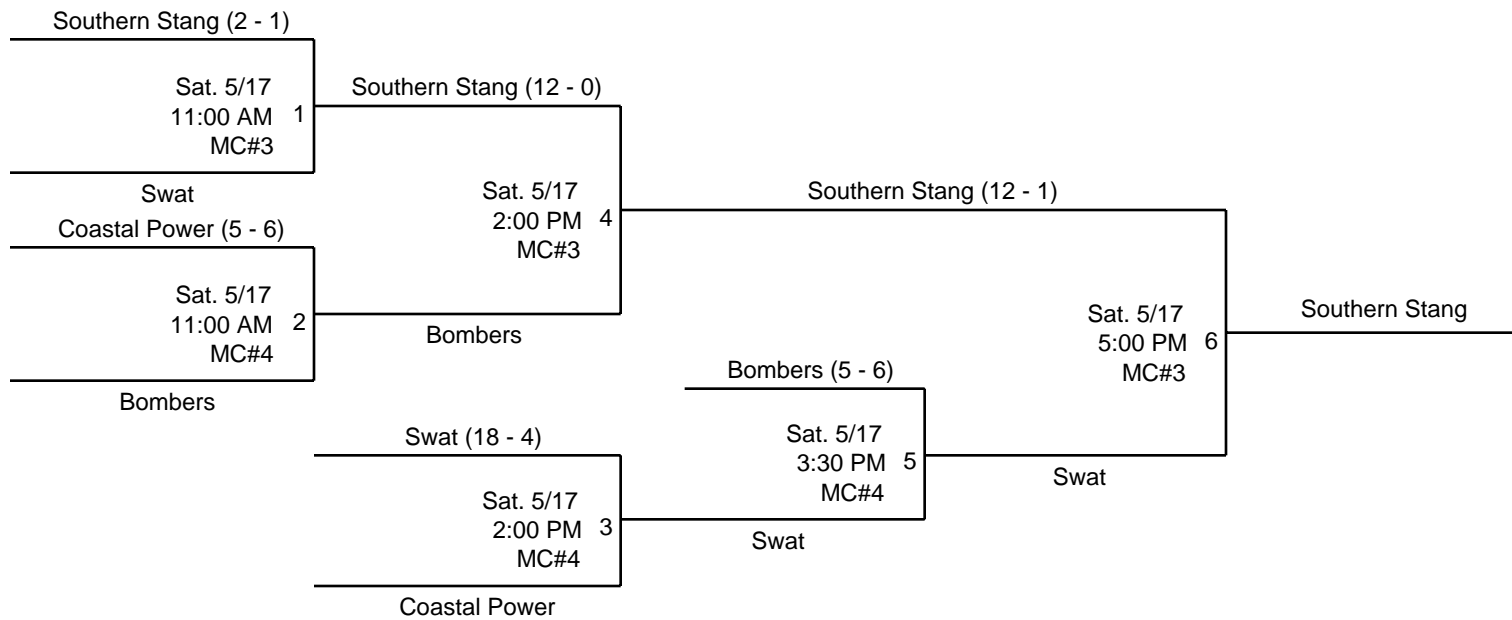 Southern Stang (2 - 1)
Sat. 5/17
11:00 AM 1
MC#3
Swat
Coastal Power (5 - 6)
Sat. 5/17
11:00 AM 2
MC#4
Bombers
Southern Stang (12 - 0)
Sat. 5/17
2:00 PM 4
MC#3
Bombers
Swat (18 - 4)
Sat. 5/17
2:00 PM 3
MC#4
Coastal Power
Southern Stang (12 - 1)
Bombers (5 - 6)
Sat. 5/17
3:30 PM 5
MC#4
Swat
Sat. 5/17
5:00 PM 6
MC#3
Swat
Southern Stang